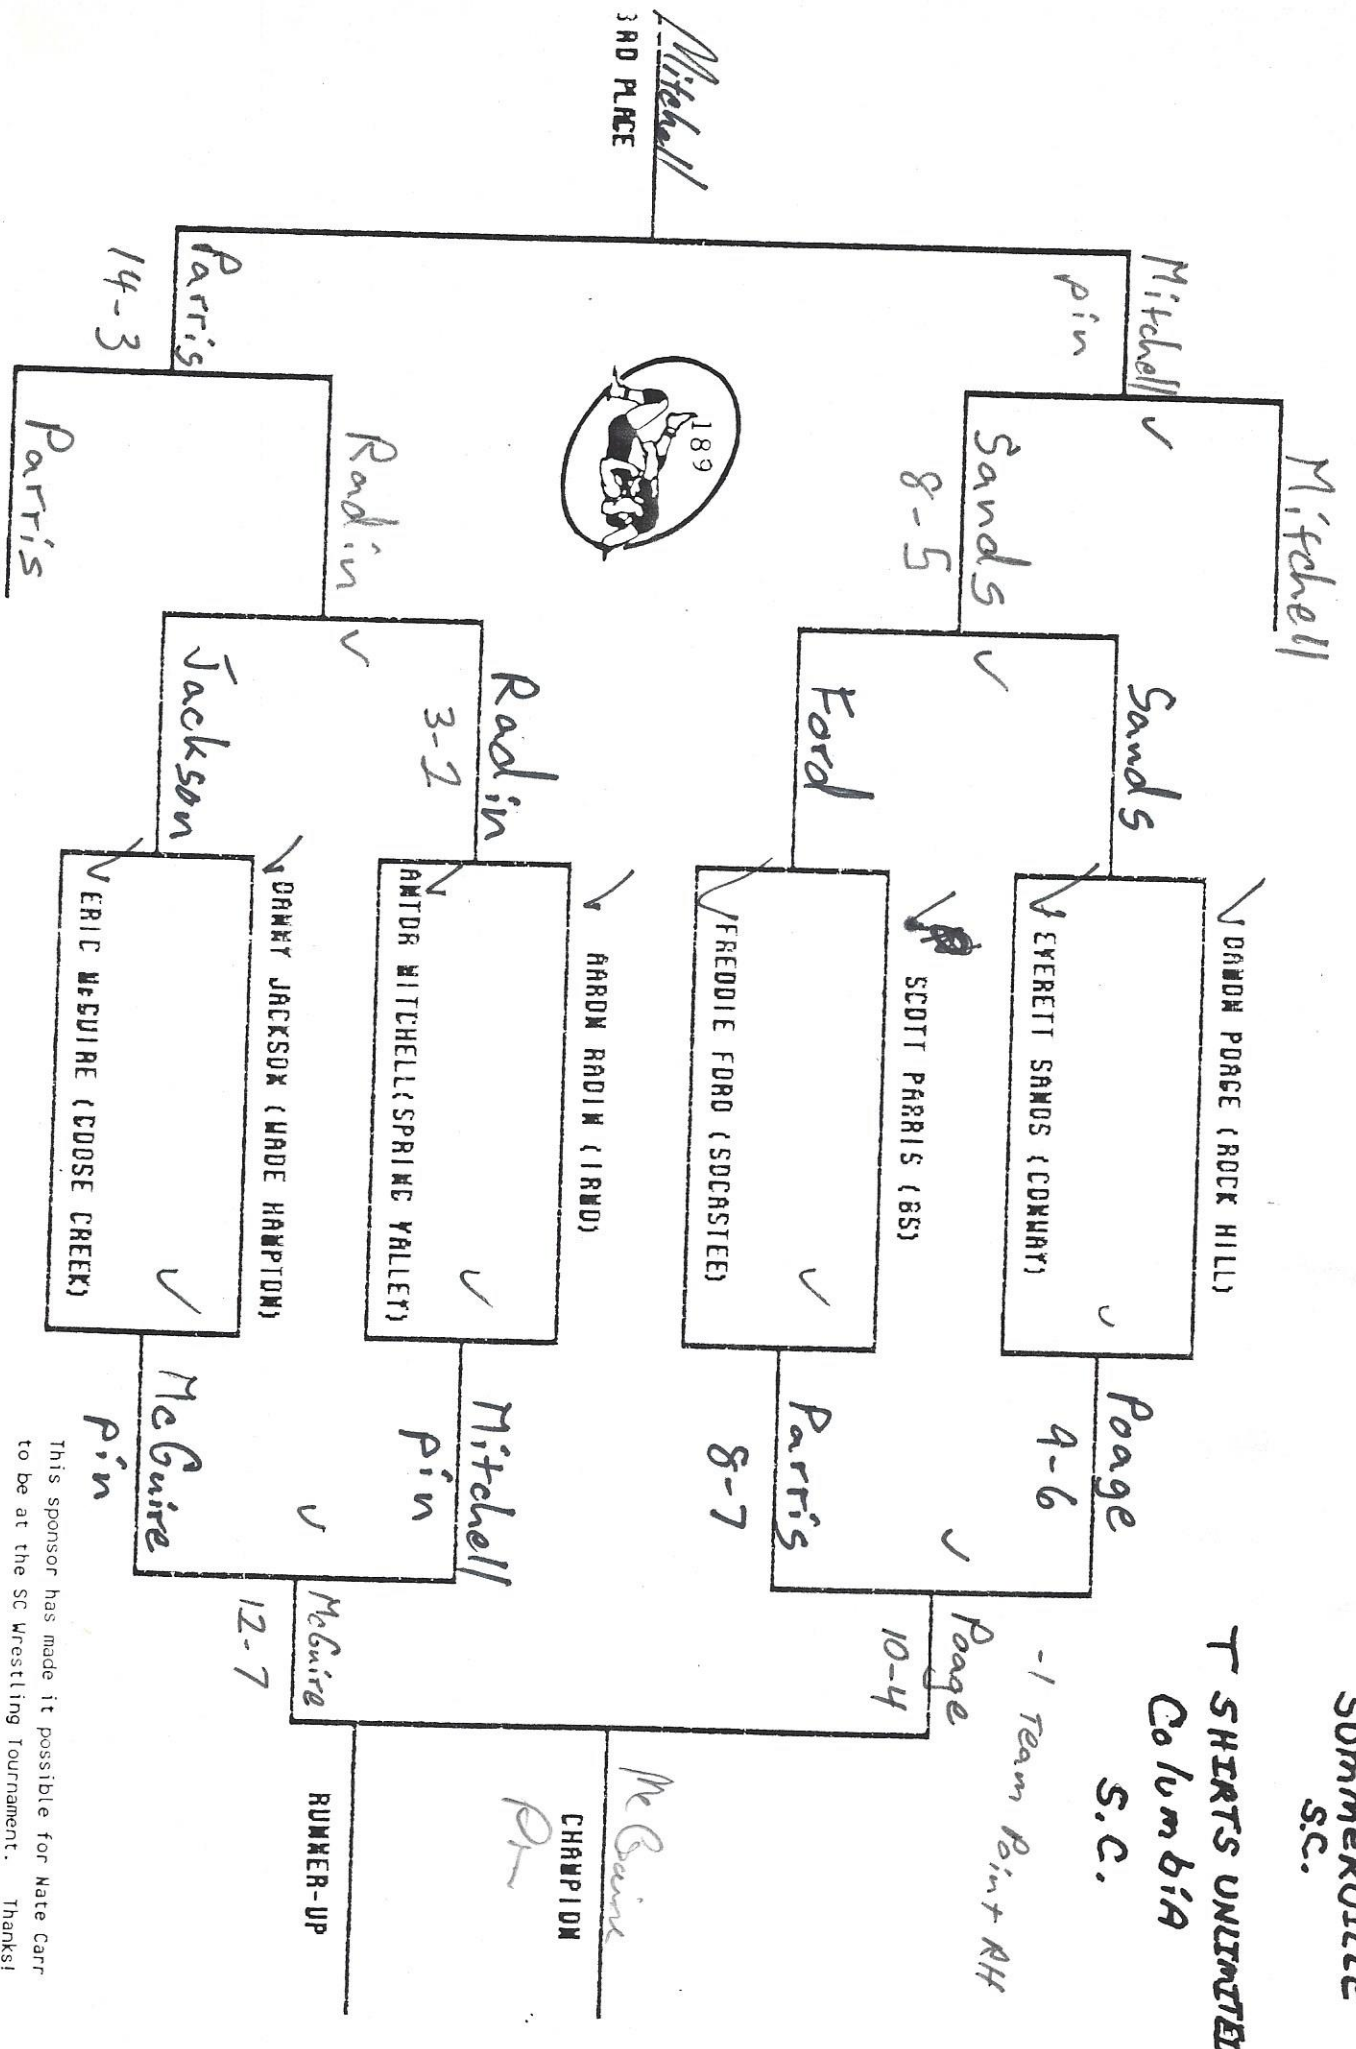 SUMMERVILLE
S.C.
T SHIRTS UNLIMITED
Columbia
S.C.
-1 Team Point RH
Mitchell
Mitchell
pin
Sands
8-5
Sands
Ford
DAMON POAGE (ROCK HILL)
EVERETT SANDS (CONWAY)
Poage
9-6
SCOTT PARRIS (BS)
FREDDIE FORD (SOCASTEE)
Parris
8-7
Poage
10-4
Mitchell
3RD PLACE
189
McGuire
CHAMPION
Pin
RUNNER-UP
Radin
3-2
AARON RADIN (IRMO)
ANTOR MITCHELL(SPRING VALLEY)
Mitchell
pin
Parris
14-3
Radin
Parris
Jackson
DANNY JACKSON (WADE HAMPTON)
ERIC McGUIRE (GOOSE CREEK)
McGuire
pin
McGuire
12-7
This sponsor has made it possible for Nate Carr
to be at the SC Wrestling Tournament. Thanks!